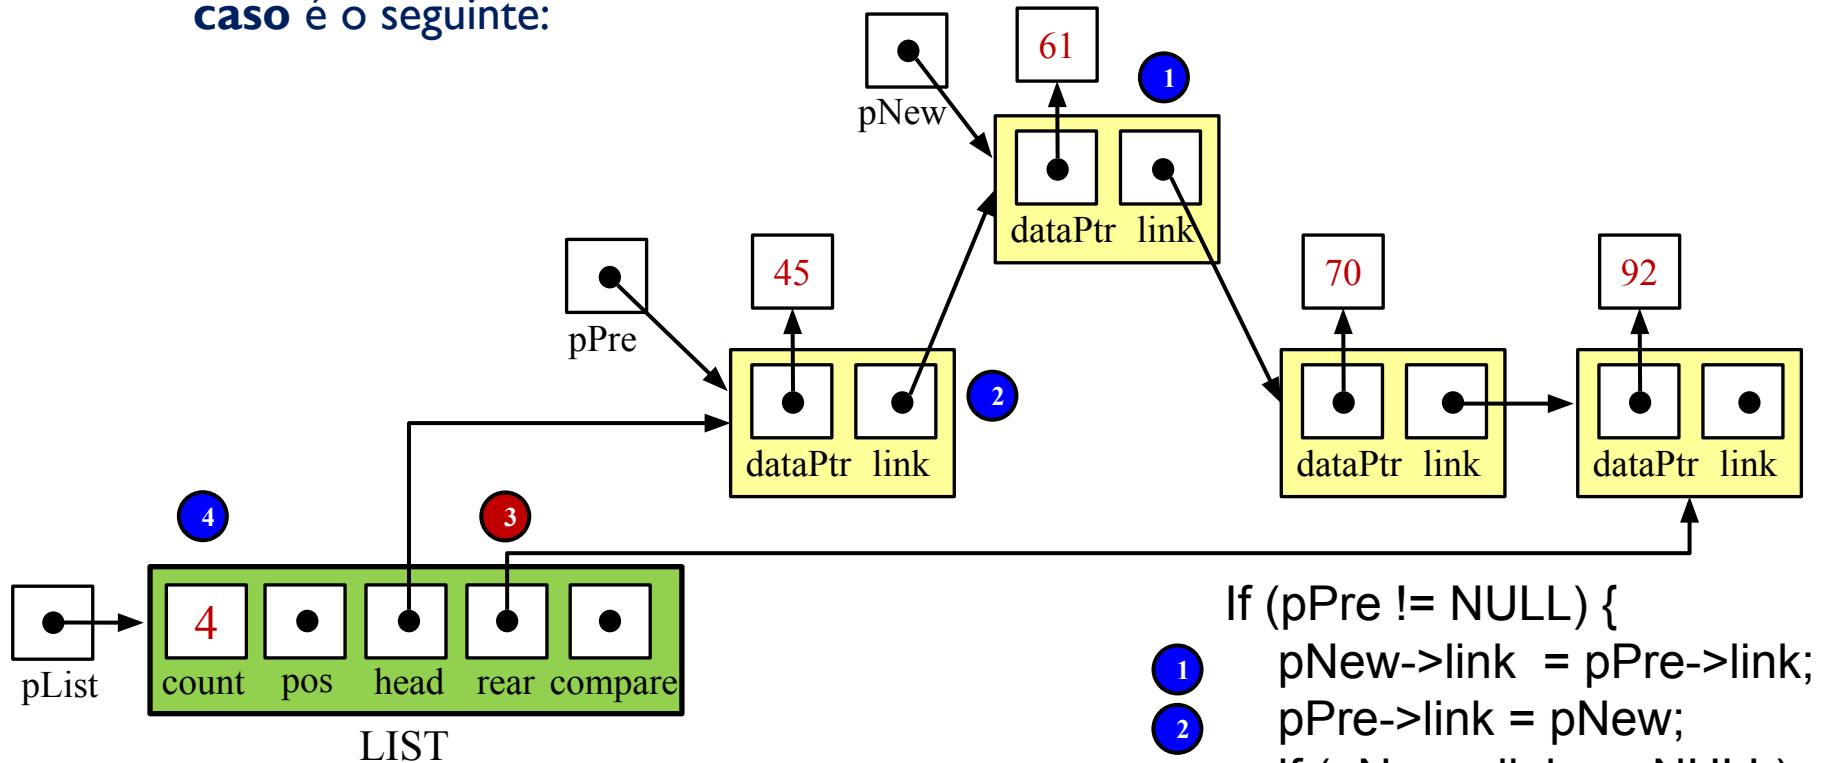 caso é o seguinte:
61
1
pNew
dataPtr link
45
70
92
pPre
2
dataPtr link
dataPtr link
dataPtr link
4
3
4
pList
count pos head rear compare
LIST
If (pPre != NULL) {
1 pNew->link = pPre->link;
2 pPre->link = pNew;